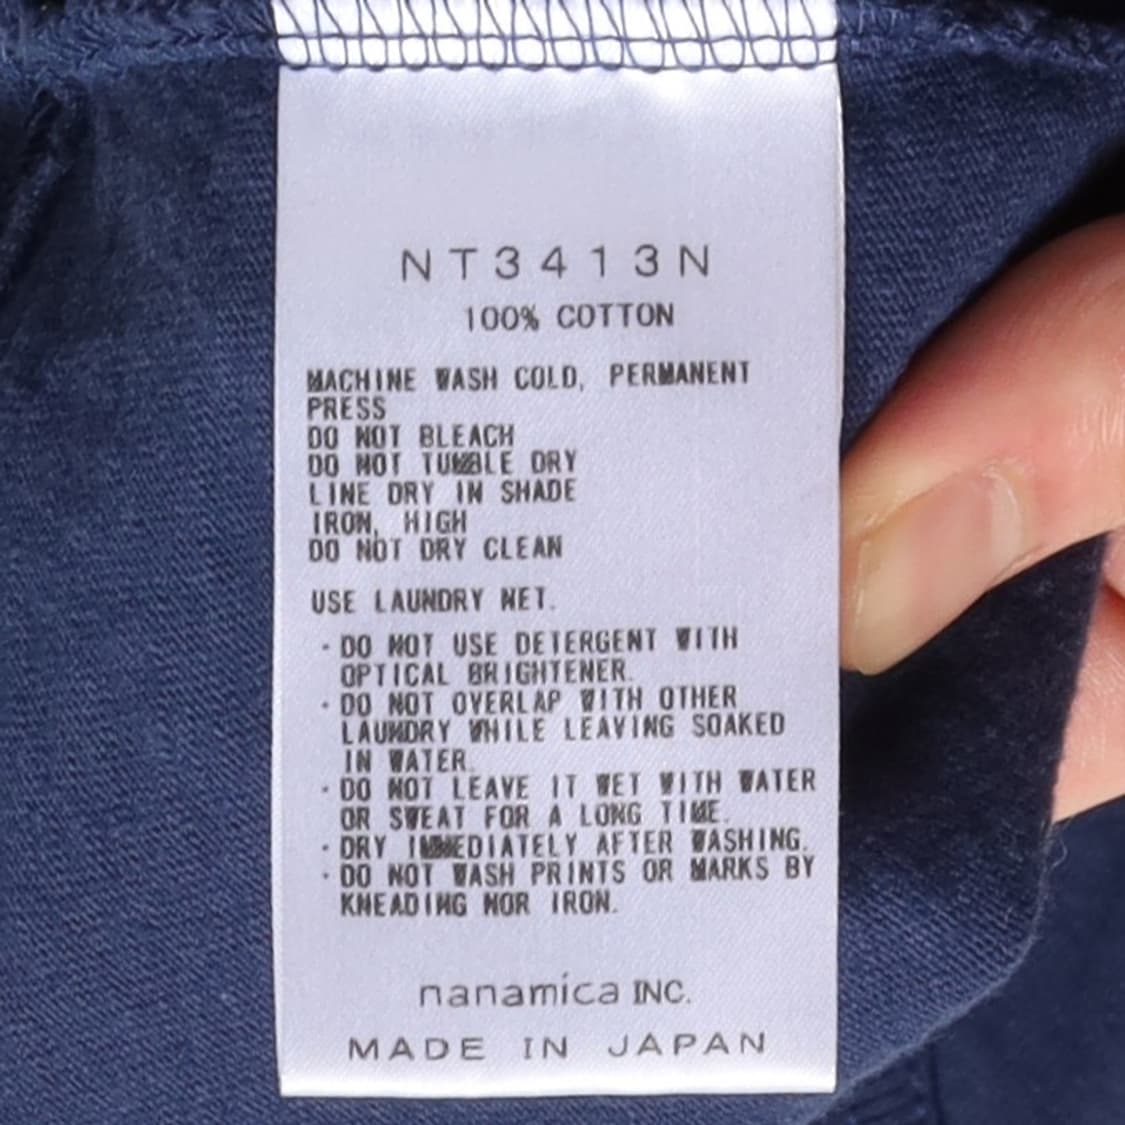 NT3413N
100% COTTON
MACHINE WASH COLD, PERMANENT
PRESS
DO NOT BLEACH
DO NOT TUMBLE DRY
LINE DRY IN SHADE
IRON, HIGH
DO NOT DRY CLEAN
USE LAUNDRY NET.
・DO NOT USE DETERGENT WITH
OPTICAL BRIGHTENER.
・DO NOT OVERLAP WITH OTHER
LAUNDRY WHILE LEAVING SOAKED
IN WATER.
・DO NOT LEAVE IT WET WITH WATER
OR SWEAT FOR A LONG TIME.
・DRY IMMEDIATELY AFTER WASHING.
・DO NOT WASH PRINTS OR MARKS BY
KNEADING NOR IRON.
nanamica INC.
MADE IN JAPAN